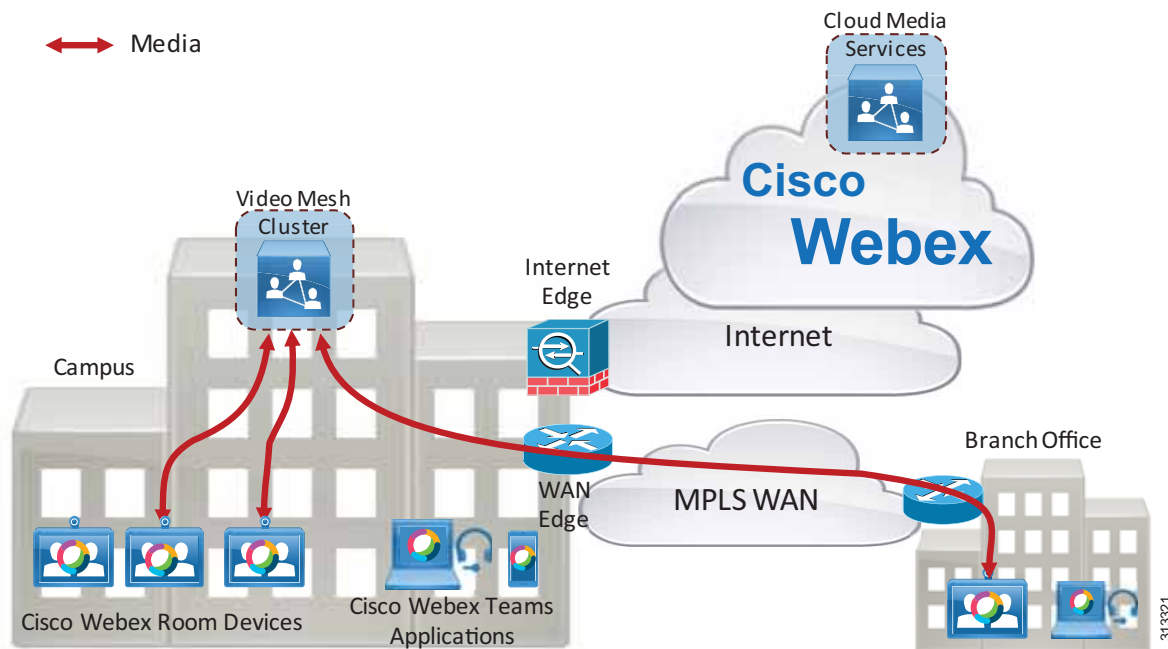 Media
Cloud Media
Services
Cisco
Webex
Video Mesh
Cluster
Internet
Edge
Internet
Campus
Branch Office
WAN
Edge
MPLS WAN
Cisco Webex Room Devices
Cisco Webex Teams
Applications
313321